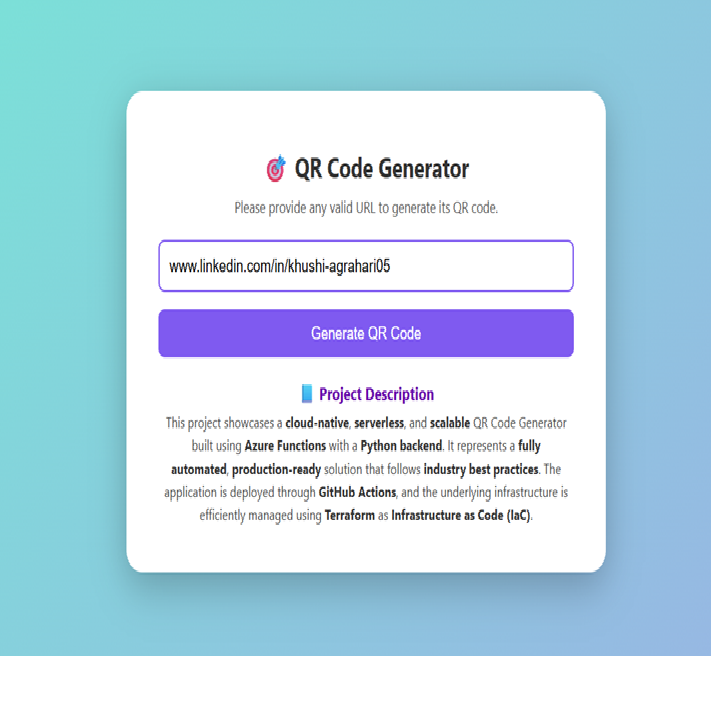 🎯 QR Code Generator
Please provide any valid URL to generate its QR code.
www.linkedin.com/in/khushi-agrahari05
Generate QR Code
📘 Project Description
This project showcases a cloud-native, serverless, and scalable QR Code Generator
built using Azure Functions with a Python backend. It represents a fully
automated, production-ready solution that follows industry best practices. The
application is deployed through GitHub Actions, and the underlying infrastructure is
efficiently managed using Terraform as Infrastructure as Code (IaC).